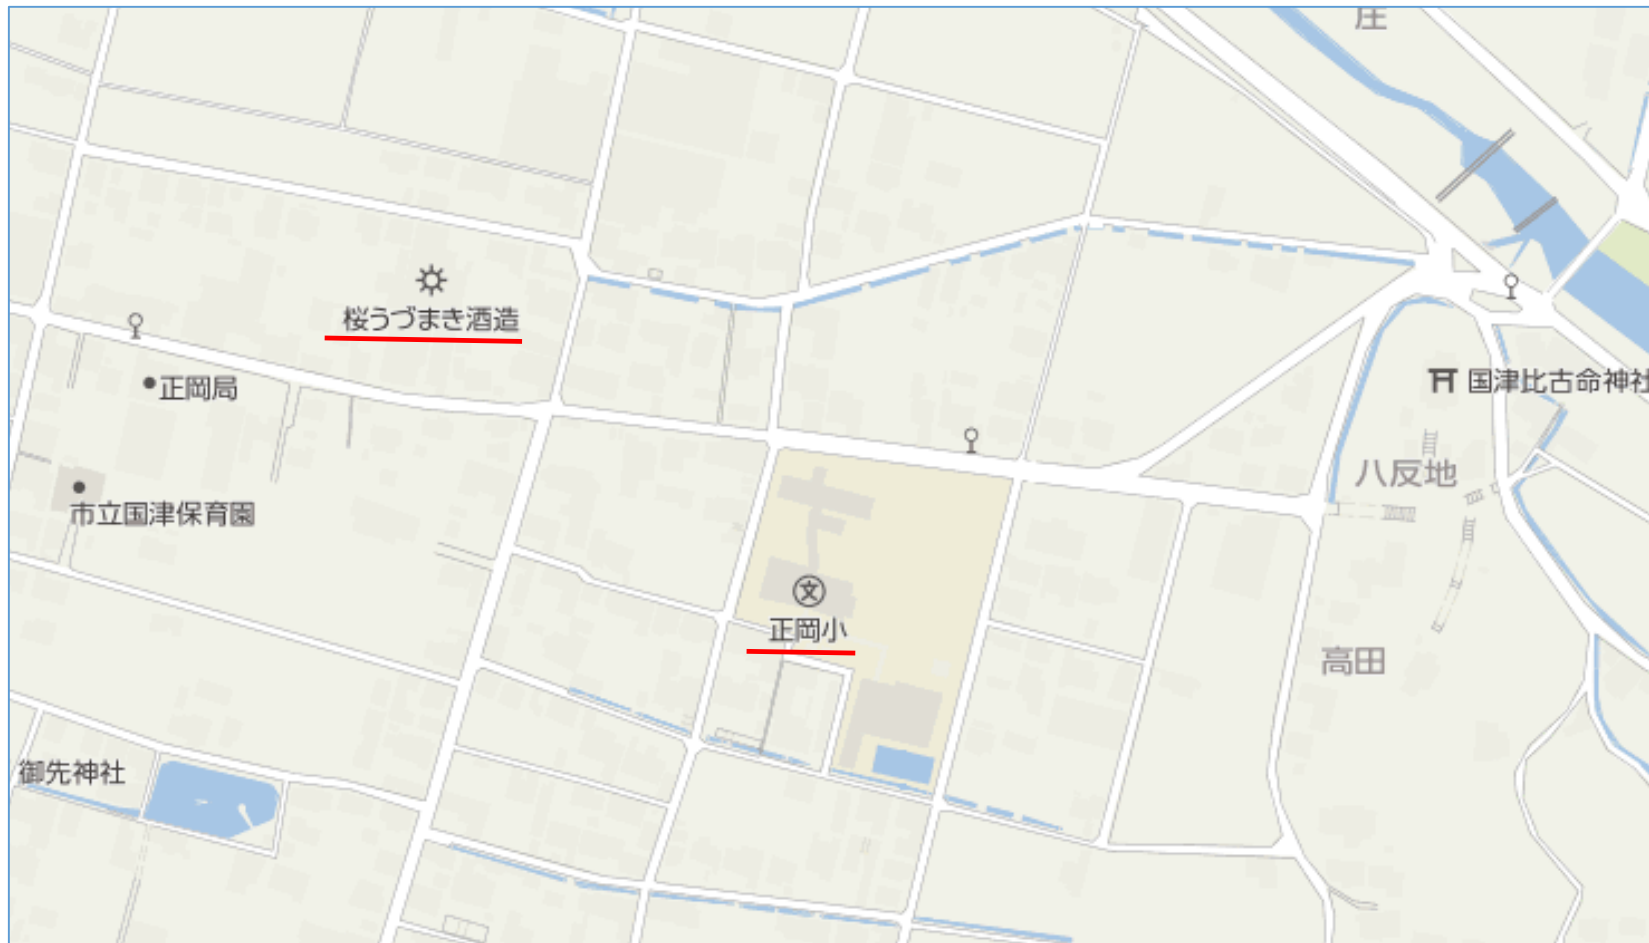 庄
桜うづまき酒造
正岡局
国津比古命神社
八反地
市立国津保育園
文
正岡小
高田
御先神社